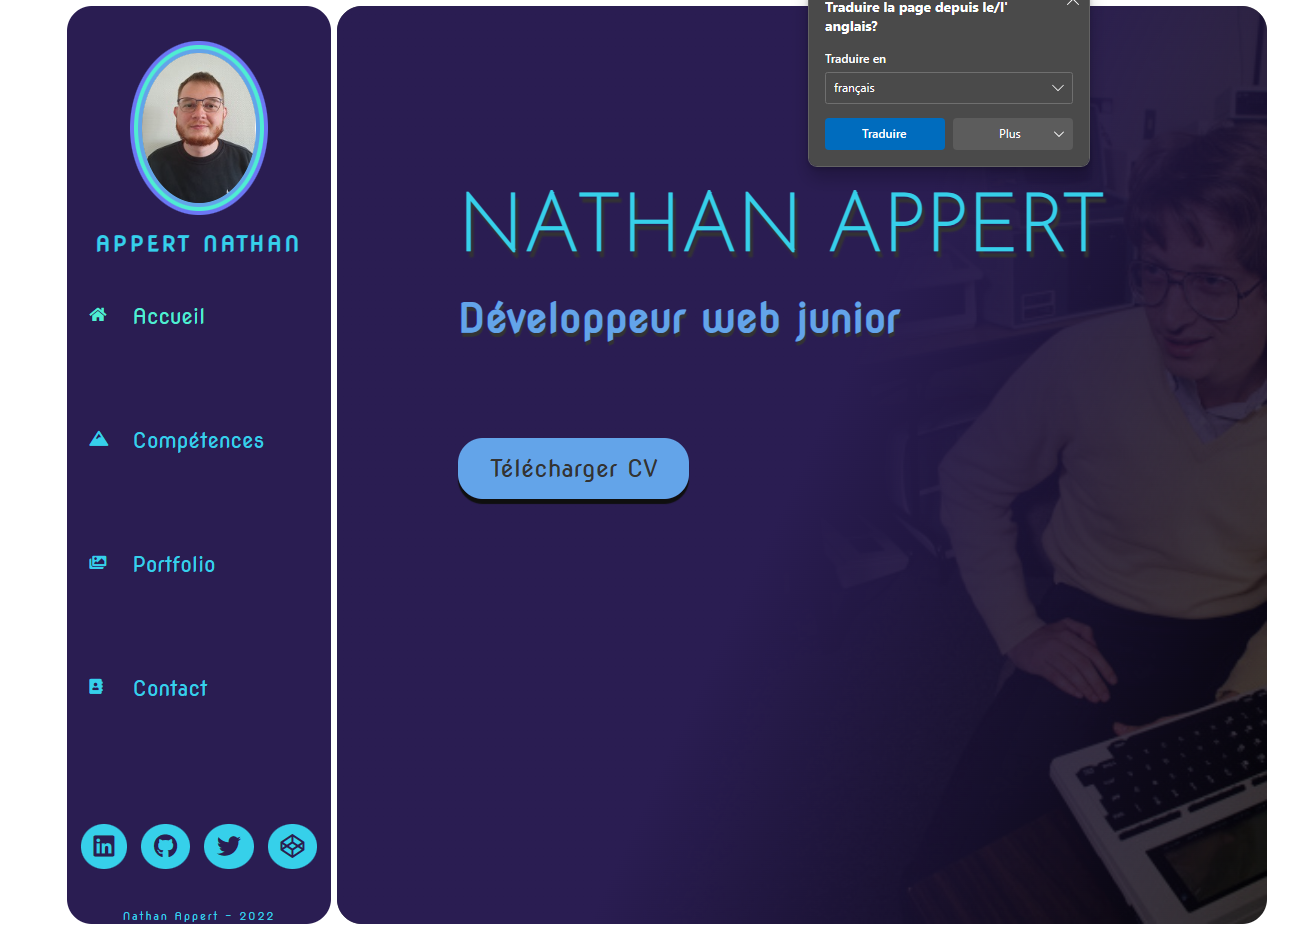 APPERT NATHAN
Accueil
Compétences
Portfolio
Contact
in
Nathan Appert - 2022
Traduire la page depuis le/l'
anglais?
Traduire en
français
Traduire
Plus
NATHAN APPERT
Développeur web junior
Télécharger CV